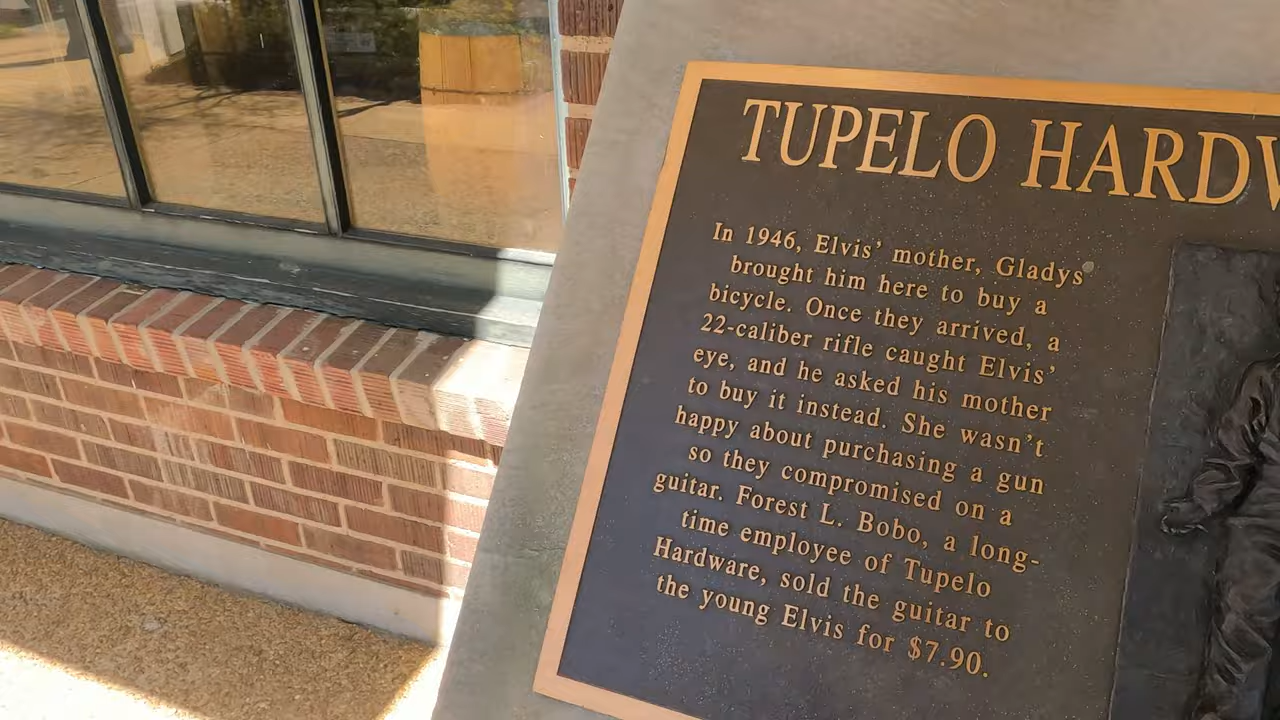 TUPELO HARDW
In 1946, Elvis’ mother, Gladys
brought him here to buy a
bicycle. Once they arrived, a
22-caliber rifle caught Elvis’
eye, and he asked his mother
to buy it instead. She wasn’t
happy about purchasing a gun
so they compromised on a
guitar. Forest L. Bobo, a long-
time employee of Tupelo
Hardware, sold the guitar to
the young Elvis for $7.90.